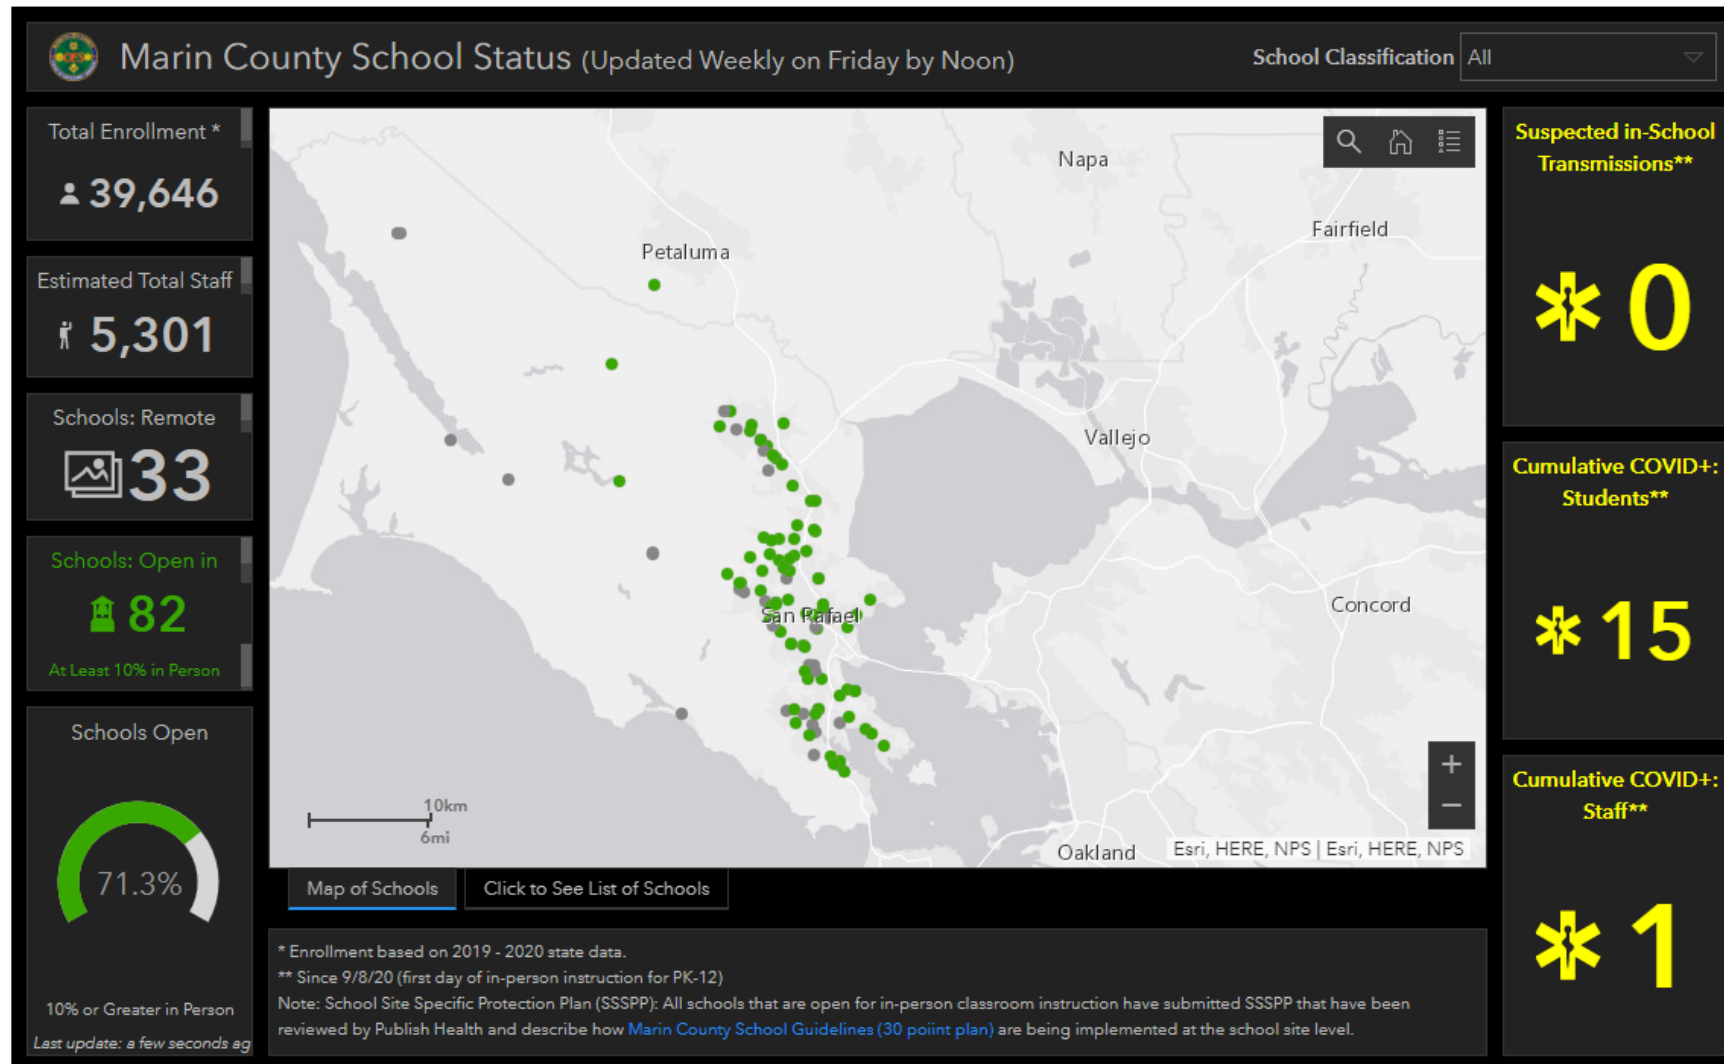 Marin County School Status (Updated Weekly on Friday by Noon)
School Classification All
Total Enrollment *
39,646
Estimated Total Staff
5,301
Schools: Remote
33
Schools: Open in
82
At Least 10% in Person
Schools Open
71.3%
10% or Greater in Person
Last update: a few seconds ag
Napa
Fairfield
Petaluma
Vallejo
Concord
San Rafael
Oakland
10km
6mi
+
−
Esri, HERE, NPS | Esri, HERE, NPS
Map of Schools
Click to See List of Schools
* Enrollment based on 2019 - 2020 state data.
** Since 9/8/20 (first day of in-person instruction for PK-12)
Note: School Site Specific Protection Plan (SSSPP): All schools that are open for in-person classroom instruction have submitted SSSPP that have been
reviewed by Publish Health and describe how Marin County School Guidelines (30 poiint plan) are being implemented at the school site level.
Suspected in-School
Transmissions**
0
Cumulative COVID+:
Students**
15
Cumulative COVID+:
Staff**
1